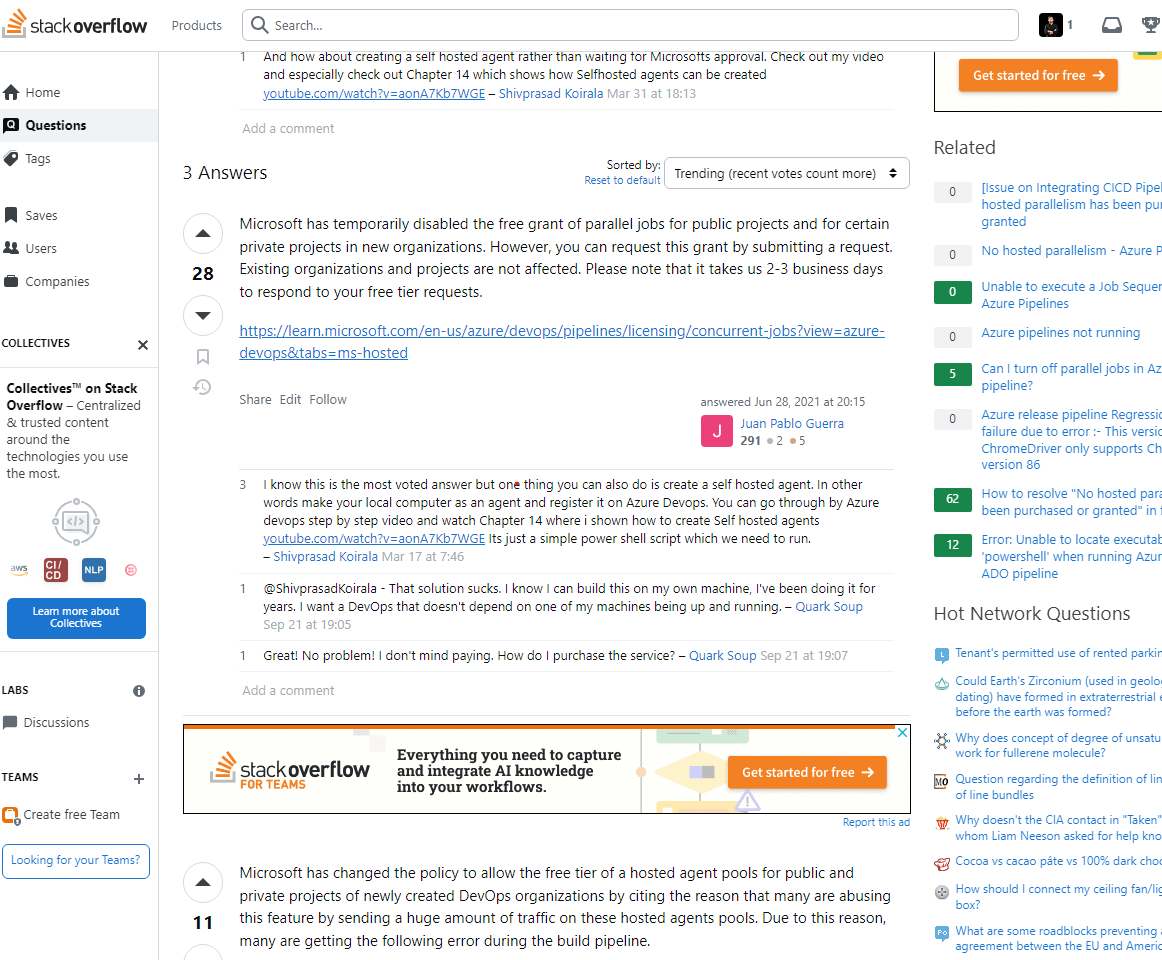 stack overflow
Products
Search...
1
Home
Questions
Tags
Saves
Users
Companies
COLLECTIVES
Collectives™ on Stack
Overflow – Centralized
& trusted content
around the
technologies you use
the most.
aws
CI/
CD
NLP
Learn more about
Collectives
LABS
Discussions
TEAMS
Create free Team
Looking for your Teams?
1 And how about creating a self hosted agent rather than waiting for Microsofts approval. Check out my video
and especially check out Chapter 14 which shows how Selfhosted agents can be created
youtube.com/watch?v=aonA7Kb7WGE – Shivprasad Koirala Mar 31 at 18:13
Add a comment
3 Answers
Sorted by:
Reset to default
Trending (recent votes count more)
28
Microsoft has temporarily disabled the free grant of parallel jobs for public projects and for certain
private projects in new organizations. However, you can request this grant by submitting a request.
Existing organizations and projects are not affected. Please note that it takes us 2-3 business days
to respond to your free tier requests.
https://learn.microsoft.com/en-us/azure/devops/pipelines/licensing/concurrent-jobs?view=azure-
devops&tabs=ms-hosted
Share Edit Follow
answered Jun 28, 2021 at 20:15
J
Juan Pablo Guerra
291 2 5
3 I know this is the most voted answer but one thing you can also do is create a self hosted agent. In other
words make your local computer as an agent and register it on Azure Devops. You can go through by Azure
devops step by step video and watch Chapter 14 where i shown how to create Self hosted agents
youtube.com/watch?v=aonA7Kb7WGE Its just a simple power shell script which we need to run.
– Shivprasad Koirala Mar 17 at 7:46
1 @ShivprasadKoirala - That solution sucks. I know I can build this on my own machine, I've been doing it for
years. I want a DevOps that doesn't depend on one of my machines being up and running. – Quark Soup
Sep 21 at 19:05
1 Great! No problem! I don't mind paying. How do I purchase the service? – Quark Soup Sep 21 at 19:07
Add a comment
stack overflow
FOR TEAMS
Everything you need to capture
and integrate AI knowledge
into your workflows.
Get started for free →
Report this ad
11
Microsoft has changed the policy to allow the free tier of a hosted agent pools for public and
private projects of newly created DevOps organizations by citing the reason that many are abusing
this feature by sending a huge amount of traffic on these hosted agents pools. Due to this reason,
many are getting the following error during the build pipeline.
Get started for free →
Related
0 [Issue on Integrating CICD Pipel
hosted parallelism has been pur
granted
0 No hosted parallelism - Azure P
0 Unable to execute a Job Sequen
Azure Pipelines
0 Azure pipelines not running
5 Can I turn off parallel jobs in Az
pipeline?
0 Azure release pipeline Regressio
failure due to error :- This versio
ChromeDriver only supports Ch
version 86
62 How to resolve "No hosted para
been purchased or granted" in f
12 Error: Unable to locate executab
'powershell' when running Azur
ADO pipeline
Hot Network Questions
Tenant's permitted use of rented parkin
Could Earth's Zirconium (used in geolo
dating) have formed in extraterrestrial e
before the earth was formed?
Why does concept of degree of unsatu
work for fullerene molecule?
MO Question regarding the definition of lin
of line bundles
Why doesn't the CIA contact in "Taken"
whom Liam Neeson asked for help kno
Cocoa vs cacao pâte vs 100% dark choc
How should I connect my ceiling fan/lig
box?
Po What are some roadblocks preventing a
agreement between the EU and Americ